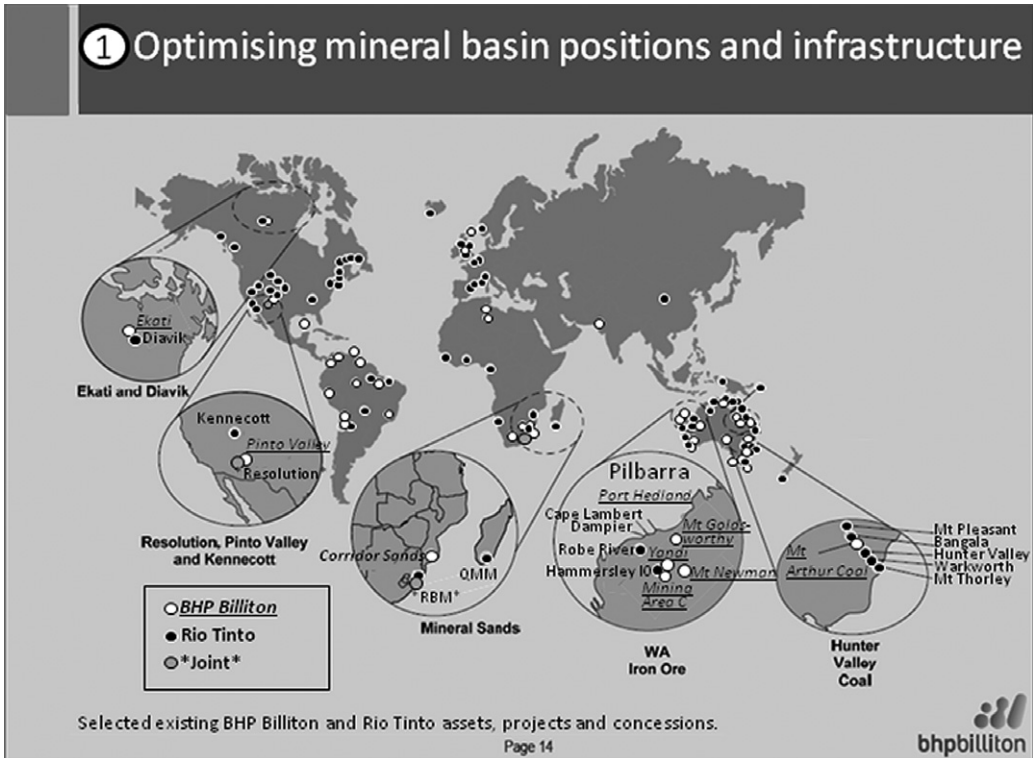 1 Optimising mineral basin positions and infrastructure
Ekati
Diavik
Ekati and Diavik
Kennecott
Pinto Valley
Resolution
Resolution, Pinto Valley
and Kennecott
Corridor Sands
QMM
*RBM*
Mineral Sands
Pilbarra
Port Hedland
Cape Lambert
Dampier
Mt Golds-
worthy
Robe River
Yandi
Hammersley IO
Mt Newman
Mining
Area C
WA
Iron Ore
Mt
Arthur Coal
Mt Pleasant
Bangala
Hunter Valley
Warkworth
Mt Thorley
Hunter
Valley
Coal
BHP Billiton
Rio Tinto
*Joint*
Selected existing BHP Billiton and Rio Tinto assets, projects and concessions.
Page 14
bhpbilliton